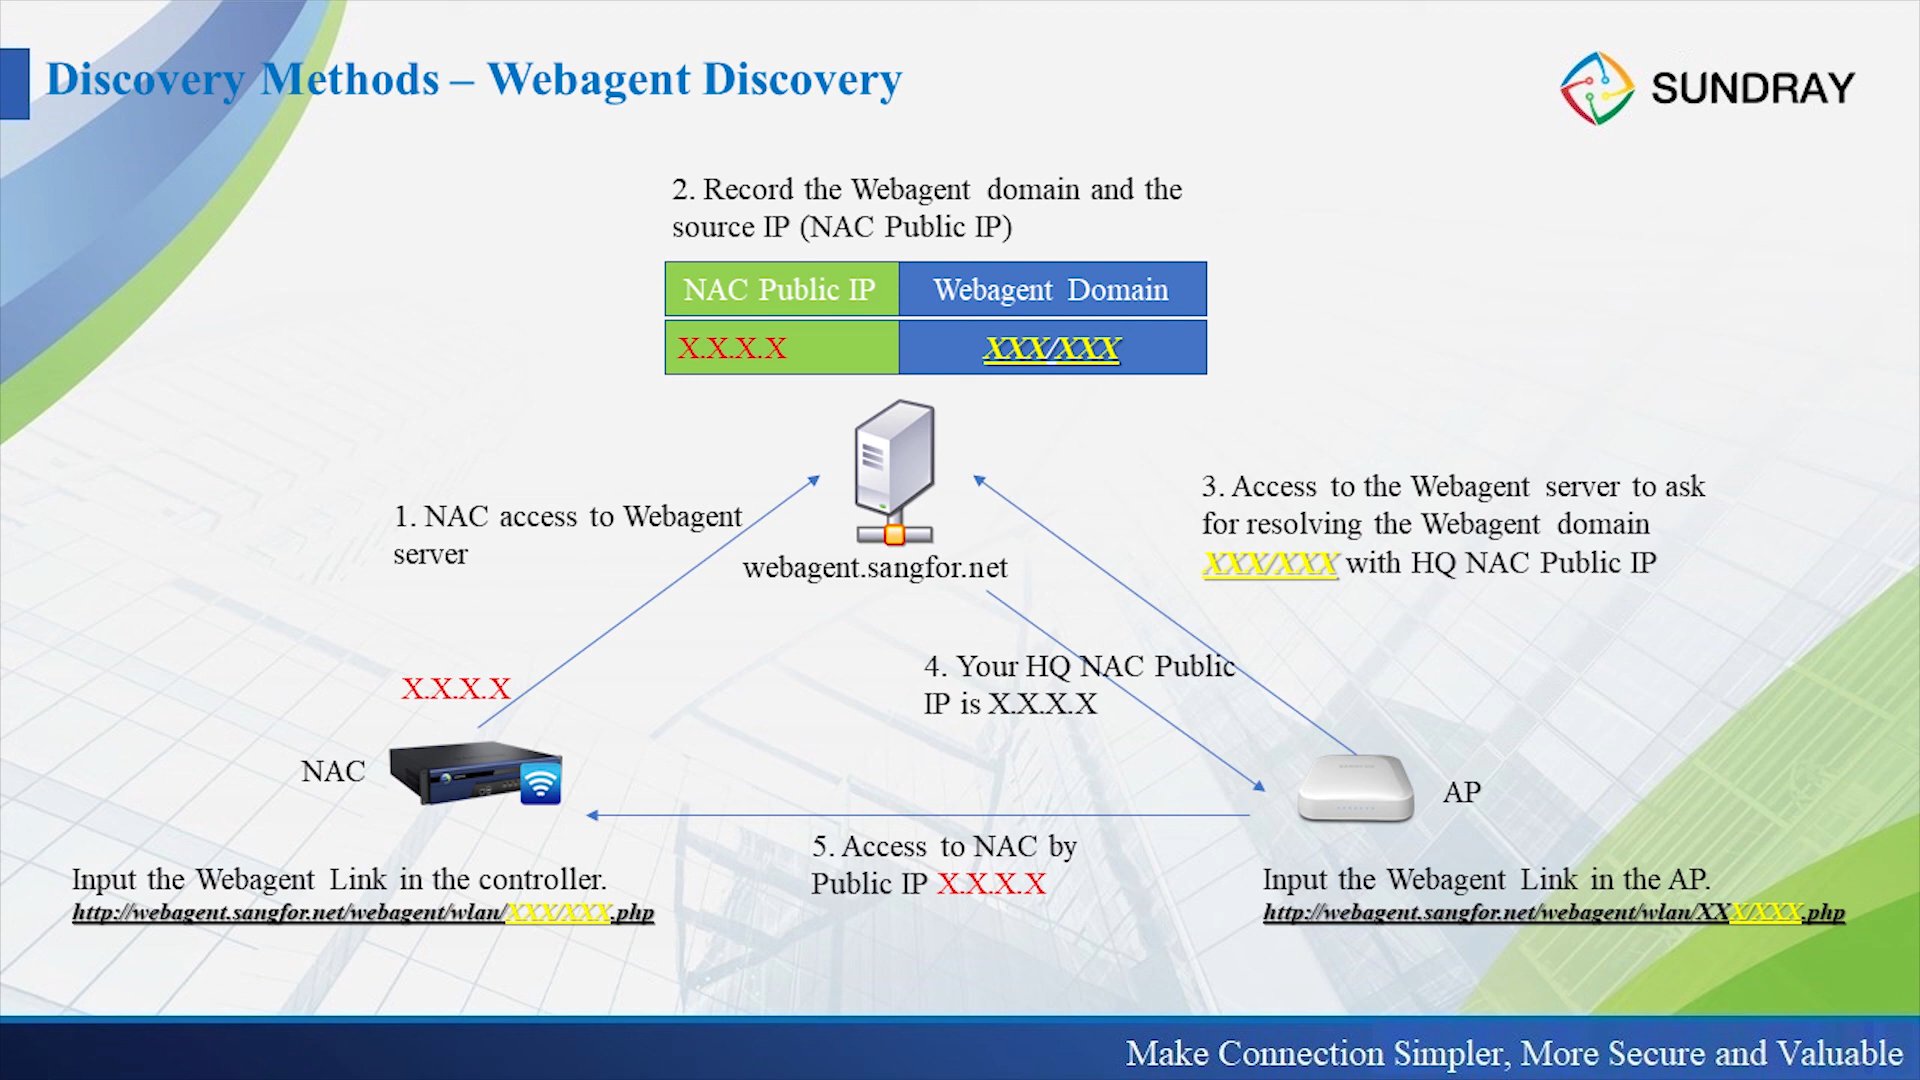 Discovery Methods – Webagent Discovery
SUNDRAY
2. Record the Webagent domain and the
source IP (NAC Public IP)
NAC Public IP Webagent Domain
X.X.X.X XXX/XXX
1. NAC access to Webagent
server
webagent.sangfor.net
3. Access to the Webagent server to ask
for resolving the Webagent domain
XXX/XXX with HQ NAC Public IP
4. Your HQ NAC Public
IP is X.X.X.X
X.X.X.X
NAC
AP
5. Access to NAC by
Public IP X.X.X.X
Input the Webagent Link in the controller.
http://webagent.sangfor.net/webagent/wlan/XXX/XXX.php
Input the Webagent Link in the AP.
http://webagent.sangfor.net/webagent/wlan/XXX/XXX.php
Make Connection Simpler, More Secure and Valuable